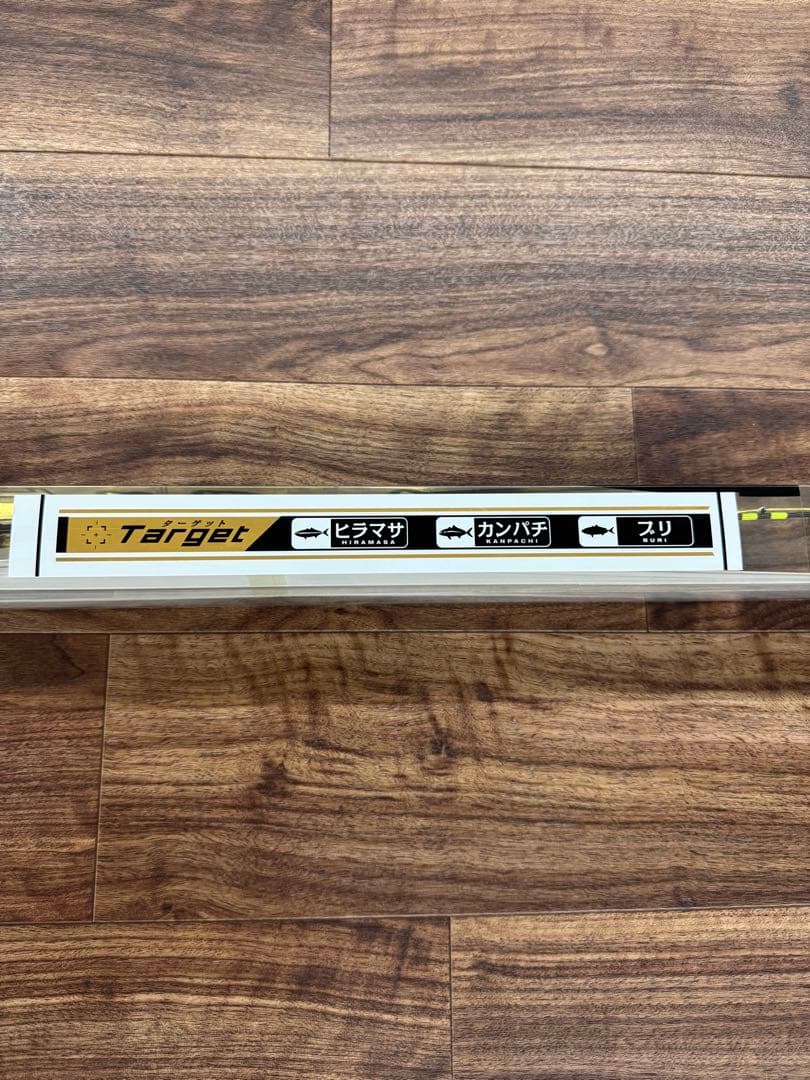 ターゲット
Target
ヒラマサ
HIRAMASA
カンパチ
KANPACHI
ブリ
BURI